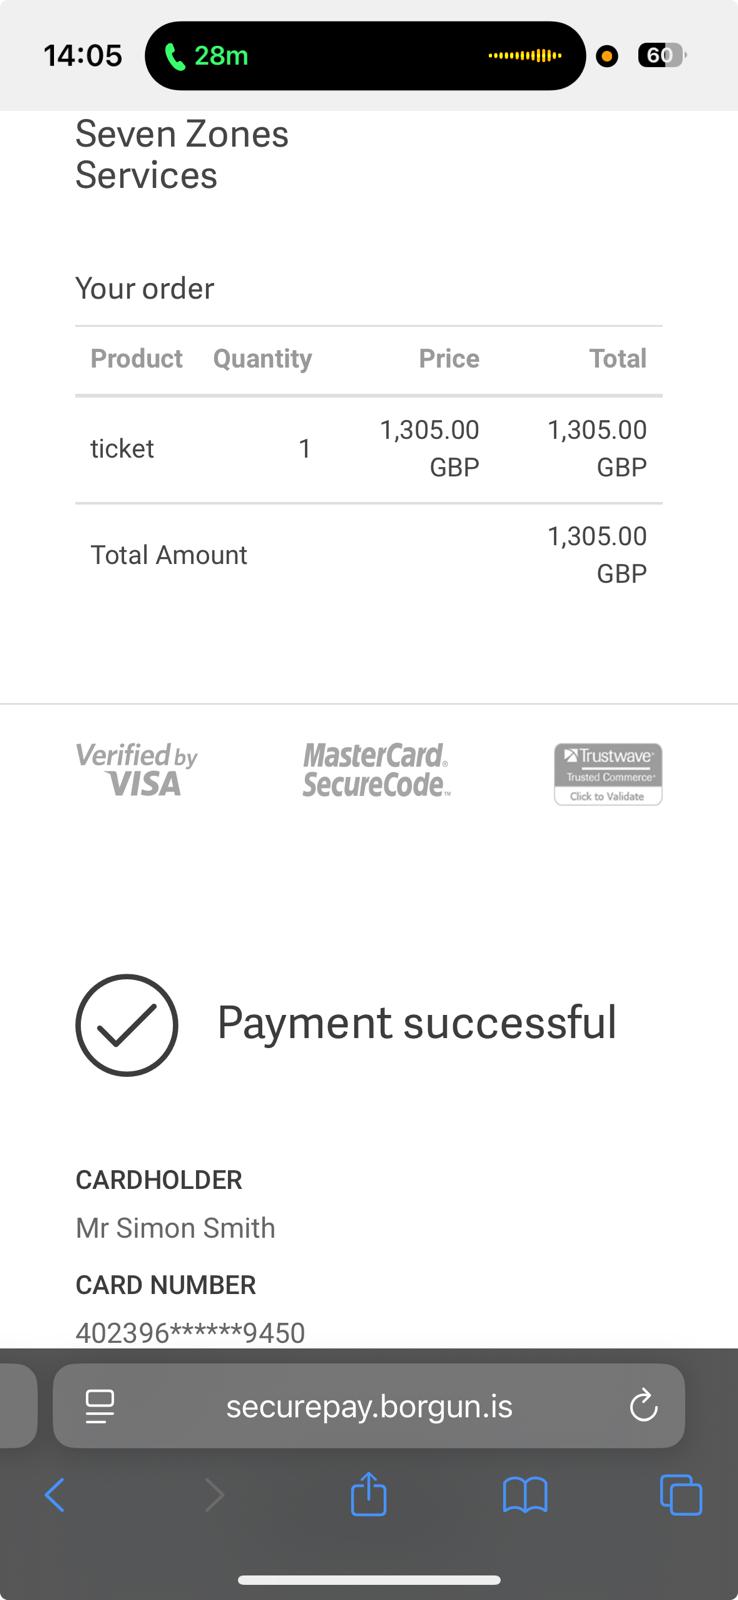 14:05
28m
60
Seven Zones
Services
Your order
Product Quantity Price Total
ticket 1 1,305.00 GBP 1,305.00 GBP
Total Amount 1,305.00 GBP
Verified by
VISA
MasterCard®
SecureCode™
Trustwave®
Trusted Commerce®
Click to Validate
Payment successful
CARDHOLDER
Mr Simon Smith
CARD NUMBER
402396******9450
securepay.borgun.is